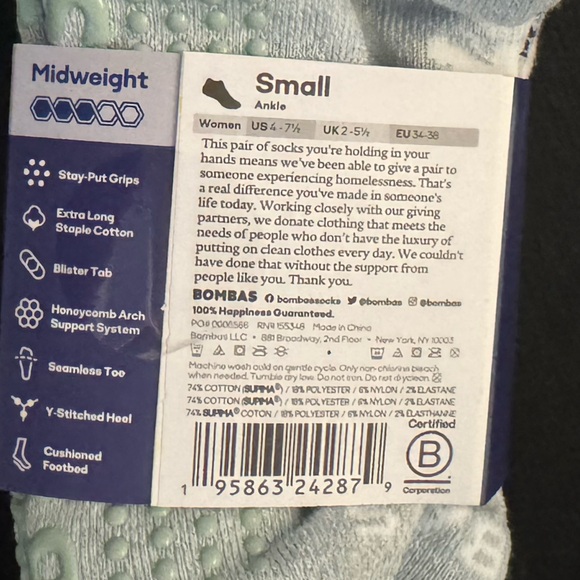 Midweight
Stay-Put Grips
Extra Long
Staple Cotton
Blister Tab
Honeycomb Arch
Support System
Seamless Toe
Y-Stitched Heel
Cushioned
Footbed
Small
Ankle
Women US 4-7½ UK 2-5½ EU 34-38
This pair of socks you're holding in your
hands means we've been able to give a pair to
someone experiencing homelessness. That's
a real difference you've made in someone's
life today. Working closely with our giving
partners, we donate clothing that meets the
needs of people who don't have the luxury of
putting on clean clothes every day. We couldn't
have done that without the support from
people like you. Thank you.
BOMBAS bombassocks @bombas @bombas
100% Happiness Guaranteed.
PO# 0006566 RN# 155348 Made in China
Bombas LLC • 881 Broadway, 2nd Floor • New York, NY 10003
Machine wash cold on gentle cycle. Only non-chlorine bleach
when needed. Tumble dry low. Do not iron. Do not dryclean.
74% COTTON (SUPIMA®) / 18% POLYESTER / 6% NYLON / 2% ELASTANE
74% COTTON (SUPIMA®) / 18% POLYESTER / 6% NYLON / 2% ELASTANE
74% SUPIMA® COTON / 18% POLYESTER / 6% NYLON / 2% ÉLASTHANNE
Certified
B
Corporation
1 95863 24287 9